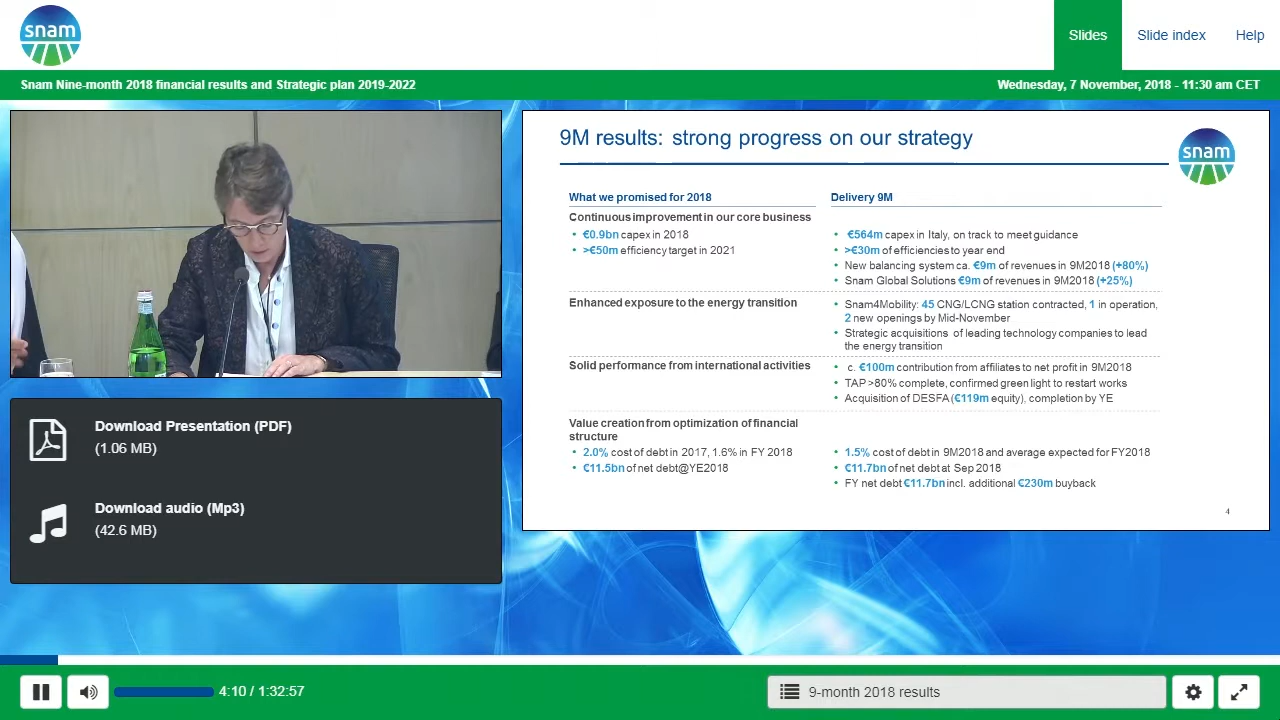 snam
Slides
Slide index
Help
Snam Nine-month 2018 financial results and Strategic plan 2019-2022
Wednesday, 7 November, 2018 - 11:30 am CET
9M results: strong progress on our strategy
snam
What we promised for 2018
Delivery 9M
Continuous improvement in our core business
• €0.9bn capex in 2018
• >€50m efficiency target in 2021
• €564m capex in Italy, on track to meet guidance
• >€30m of efficiencies to year end
• New balancing system ca. €9m of revenues in 9M2018 (+80%)
• Snam Global Solutions €9m of revenues in 9M2018 (+25%)
Enhanced exposure to the energy transition
• Snam4Mobility: 45 CNG/LCNG station contracted, 1 in operation,
2 new openings by Mid-November
• Strategic acquisitions of leading technology companies to lead
the energy transition
Solid performance from international activities
• c. €100m contribution from affiliates to net profit in 9M2018
• TAP >80% complete, confirmed green light to restart works
• Acquisition of DESFA (€119m equity), completion by YE
Value creation from optimization of financial
structure
• 2.0% cost of debt in 2017, 1.6% in FY 2018
• €11.5bn of net debt@YE2018
• 1.5% cost of debt in 9M2018 and average expected for FY2018
• €11.7bn of net debt at Sep 2018
• FY net debt €11.7bn incl. additional €230m buyback
4
Download Presentation (PDF)
(1.06 MB)
Download audio (Mp3)
(42.6 MB)
4:10 / 1:32:57
9-month 2018 results